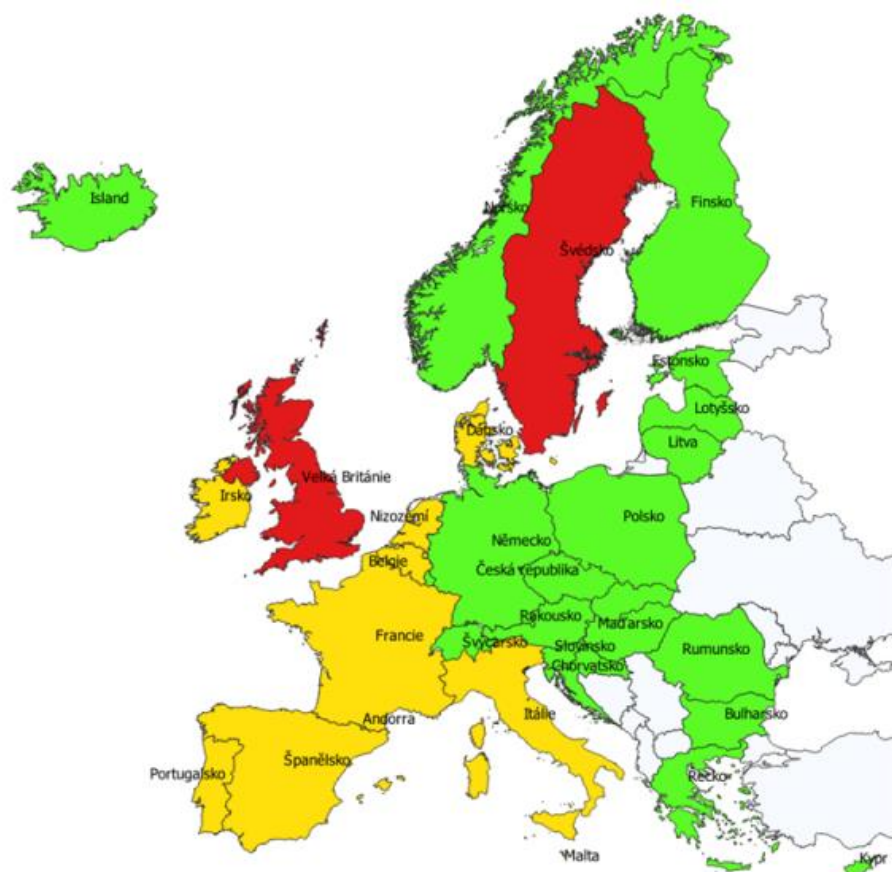 Island
Norsko
Finsko
Švédsko
Estonsko
Lotyšsko
Dánsko
Litva
Velká Británie
Irsko
Nizozemí
Polsko
Německo
Belgie
Česká republika
Rakousko
Maďarsko
Francie
Švýcarsko
Slovinsko
Rumunsko
Chorvatsko
Andorra
Itálie
Bulharsko
Španělsko
Portugalsko
Řecko
Malta
Kypr